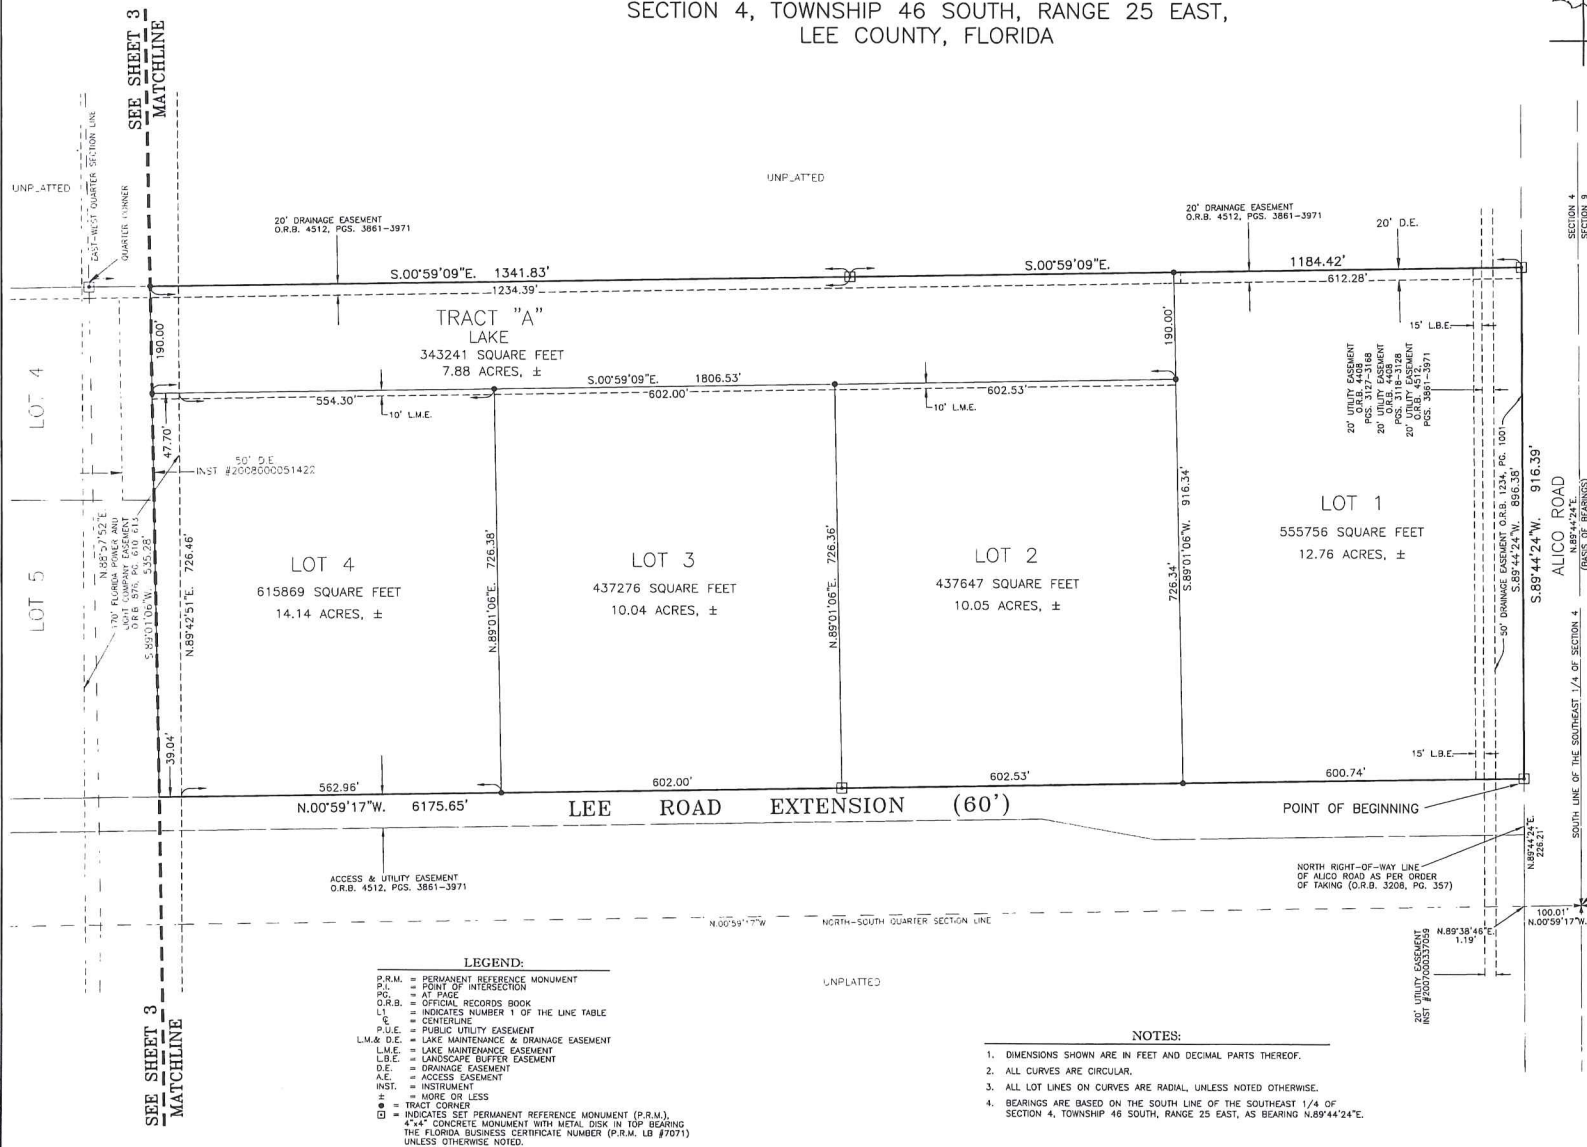 SECTION 4, TOWNSHIP 46 SOUTH, RANGE 25 EAST,
LEE COUNTY, FLORIDA
SEE SHEET 3
MATCHLINE
EAST-WEST QUARTER SECTION LINE
QUARTER CORNER
UNPLATTED
UNPLATTED
20' DRAINAGE EASEMENT
O.R.B. 4512, PGS. 3861-3971
20' DRAINAGE EASEMENT
O.R.B. 4512, PGS. 3861-3971
20' D.E.
SECTION 4
SECTION 9
S.00°59'09"E. 1341.83'
1234.39'
S.00°59'09"E.
1184.42'
612.28'
TRACT "A"
LAKE
343241 SQUARE FEET
7.88 ACRES, ±
190.00'
190.00'
15' L.B.E.
S.00°59'09"E. 1806.53'
554.30'
602.00'
602.53'
10' L.M.E.
10' L.M.E.
20' UTILITY EASEMENT
O.R.B. 4408
PGS. 3127-3168
20' UTILITY EASEMENT
O.R.B. 4408
PGS. 3118-3128
20' UTILITY EASEMENT
O.R.B. 4512,
PGS. 3861-3971
LOT 4
LOT 5
47.70'
50' D.E
INST #2008000051422
N.88°57'52"E.
170' FLORIDA POWER AND
LIGHT COMPANY EASEMENT
O.R.B. 876, PG. 610-613
S.89°01'06"W. 535.28'
N.89°42'51"E. 726.46'
LOT 4
615869 SQUARE FEET
14.14 ACRES, ±
N.89°01'06"E. 726.38'
LOT 3
437276 SQUARE FEET
10.04 ACRES, ±
N.89°01'06"E. 726.36'
LOT 2
437647 SQUARE FEET
10.05 ACRES, ±
726.34'
S.89°01'06"W. 916.34'
LOT 1
555756 SQUARE FEET
12.76 ACRES, ±
50' DRAINAGE EASEMENT O.R.B. 1234, PG. 1001
S.89°44'24"W. 896.38'
S.89°44'24"W. 916.39'
ALICO ROAD
N.89°44'24"E.
(BASIS OF BEARINGS)
SOUTH LINE OF THE SOUTHEAST 1/4 OF SECTION 4
39.04'
15' L.B.E.
562.96'
602.00'
602.53'
600.74'
N.00°59'17"W. 6175.65'
LEE ROAD EXTENSION (60')
POINT OF BEGINNING
N.89°44'24"E.
226.21'
ACCESS & UTILITY EASEMENT
O.R.B. 4512, PGS. 3861-3971
NORTH RIGHT-OF-WAY LINE
OF ALICO ROAD AS PER ORDER
OF TAKING (O.R.B. 3208, PG. 357)
N.00°59'17"W
NORTH-SOUTH QUARTER SECTION LINE
100.01'
N.00°59'17"W.
N.89°38'46"E.
1.19'
20' UTILITY EASEMENT
INST #2007000337059
UNPLATTED
LEGEND:
P.R.M. = PERMANENT REFERENCE MONUMENT
P.I. = POINT OF INTERSECTION
PG. = AT PAGE
O.R.B. = OFFICIAL RECORDS BOOK
L1 = INDICATES NUMBER 1 OF THE LINE TABLE
℄ = CENTERLINE
P.U.E. = PUBLIC UTILITY EASEMENT
L.M.& D.E. = LAKE MAINTENANCE & DRAINAGE EASEMENT
L.M.E. = LAKE MAINTENANCE EASEMENT
L.B.E. = LANDSCAPE BUFFER EASEMENT
D.E. = DRAINAGE EASEMENT
A.E. = ACCESS EASEMENT
INST. = INSTRUMENT
± = MORE OR LESS
● = TRACT CORNER
⊡ = INDICATES SET PERMANENT REFERENCE MONUMENT (P.R.M.),
4"x4" CONCRETE MONUMENT WITH METAL DISK IN TOP BEARING
THE FLORIDA BUSINESS CERTIFICATE NUMBER (P.R.M. LB #7071)
UNLESS OTHERWISE NOTED.
SEE SHEET 3
MATCHLINE
NOTES:
1. DIMENSIONS SHOWN ARE IN FEET AND DECIMAL PARTS THEREOF.
2. ALL CURVES ARE CIRCULAR.
3. ALL LOT LINES ON CURVES ARE RADIAL, UNLESS NOTED OTHERWISE.
4. BEARINGS ARE BASED ON THE SOUTH LINE OF THE SOUTHEAST 1/4 OF
SECTION 4, TOWNSHIP 46 SOUTH, RANGE 25 EAST, AS BEARING N.89°44'24"E.